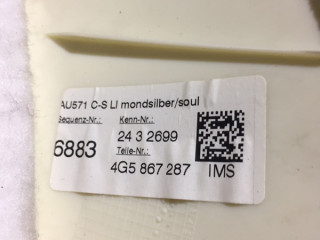 AU571 C-S LI mondsilber/soul
Sequenz-Nr.: Kenn-Nr.:
6883 24 3 2699
Teile-Nr.:
4G5 867 287 IMS